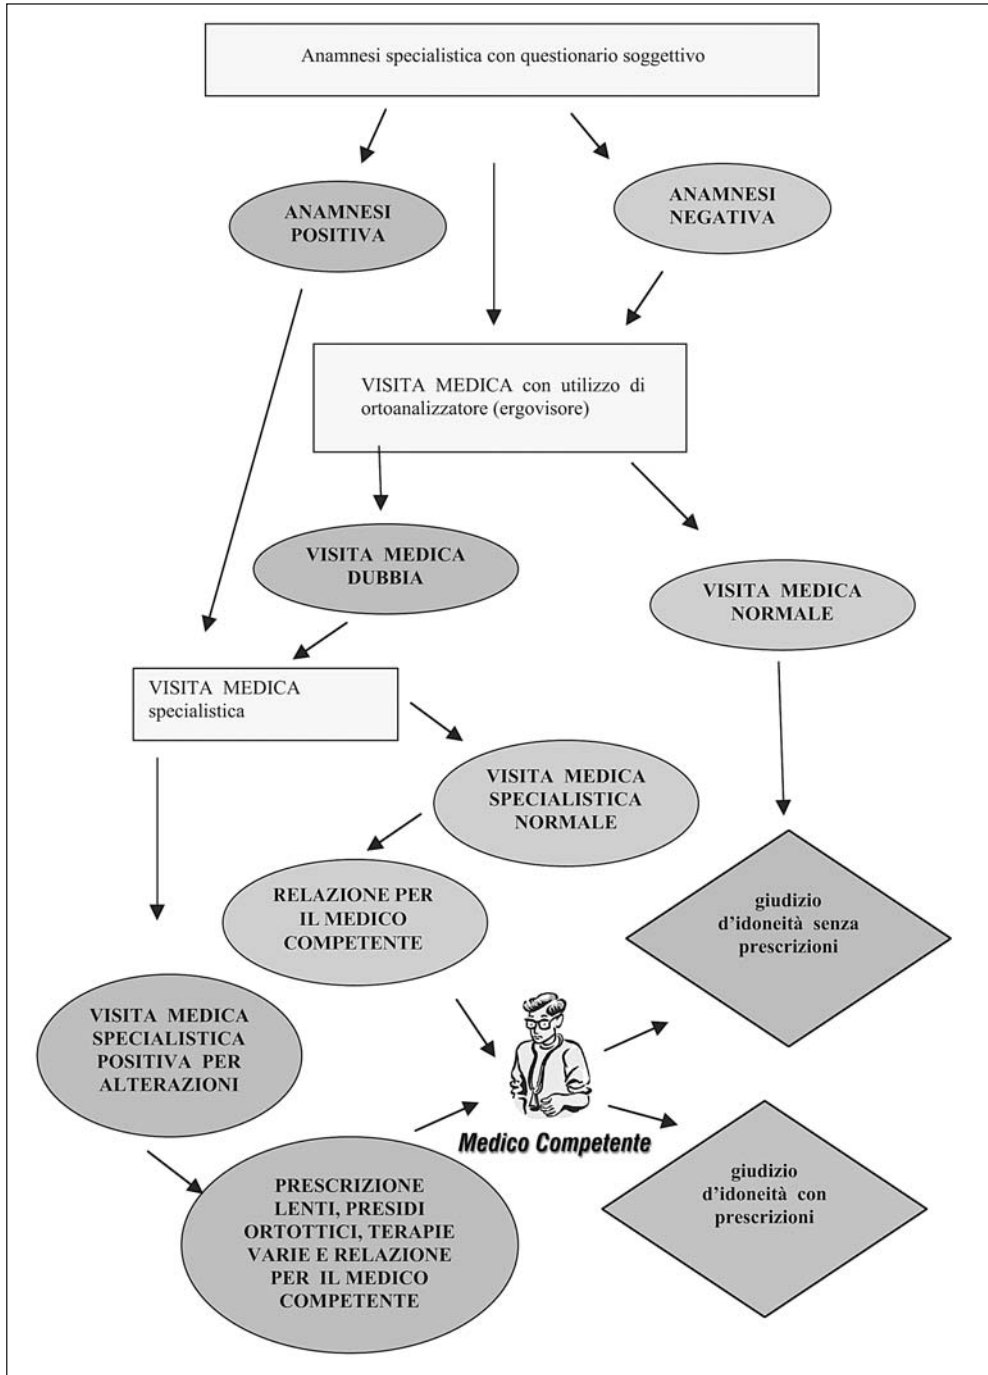 Anamnesi specialistica con questionario soggettivo
ANAMNESI
POSITIVA
ANAMNESI
NEGATIVA
VISITA MEDICA con utilizzo di
ortoanalizzatore (ergovisore)
VISITA MEDICA
DUBBIA
VISITA MEDICA
NORMALE
VISITA MEDICA
specialistica
VISITA MEDICA
SPECIALISTICA
NORMALE
RELAZIONE PER
IL MEDICO
COMPETENTE
giudizio
d'idoneità senza
prescrizioni
VISITA MEDICA
SPECIALISTICA
POSITIVA PER
ALTERAZIONI
Medico Competente
PRESCRIZIONE
LENTI, PRESIDI
ORTOTTICI, TERAPIE
VARIE E RELAZIONE
PER IL MEDICO
COMPETENTE
giudizio
d'idoneità con
prescrizioni